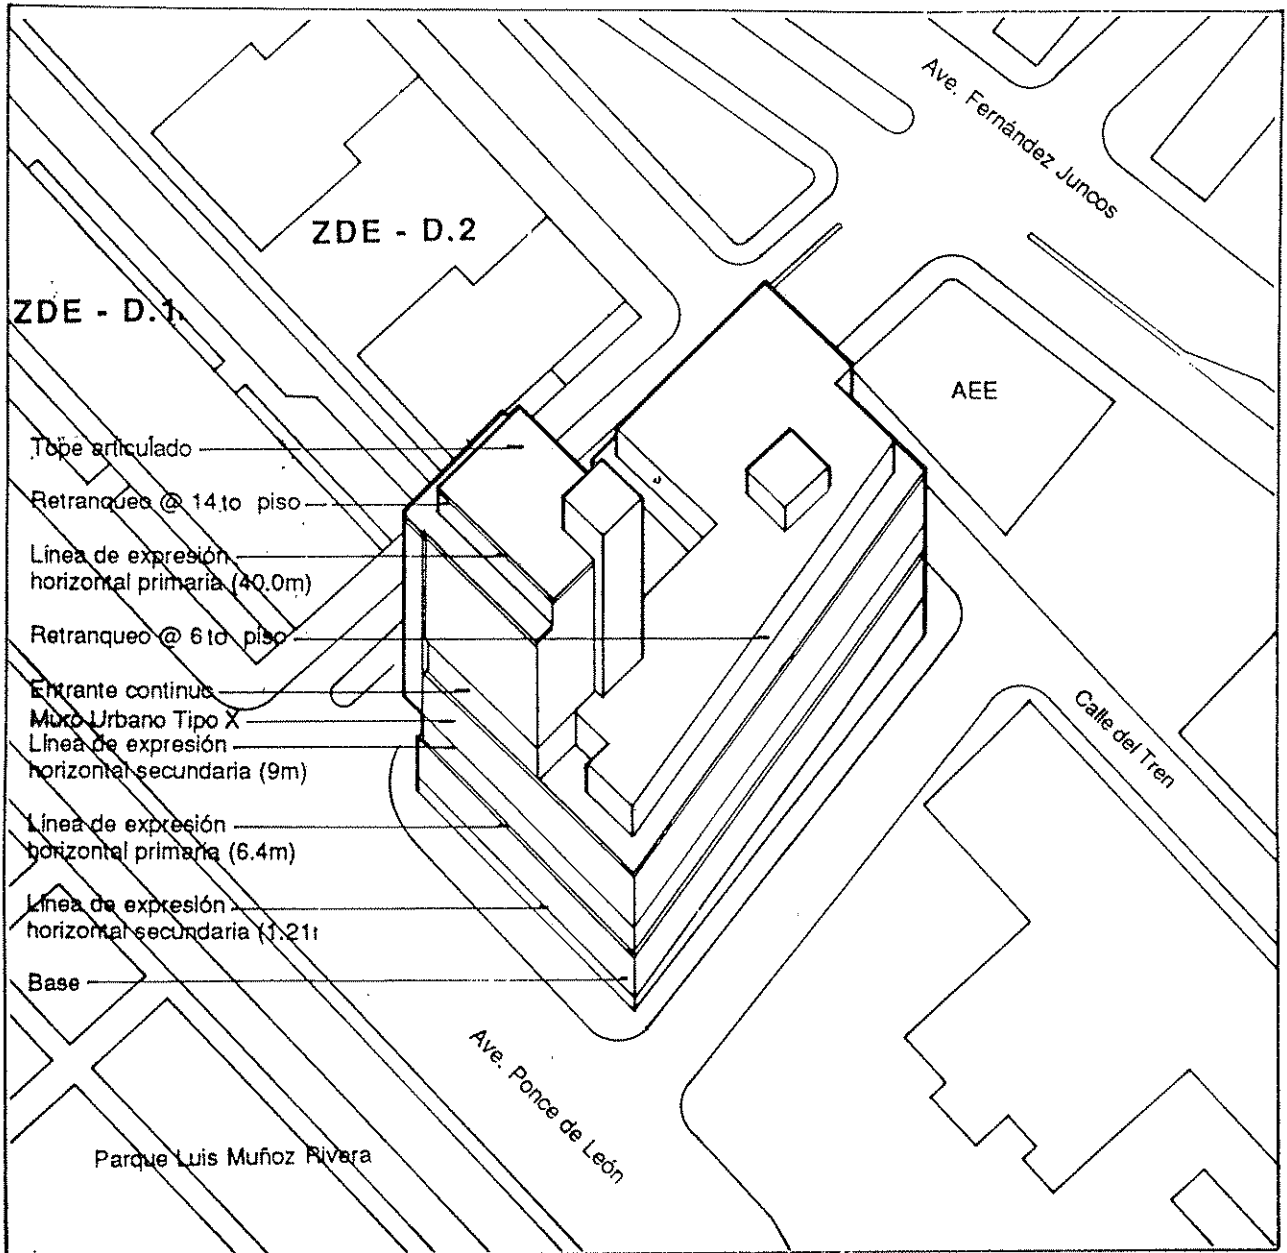 Ave. Fernández Juncos
ZDE - D.2
ZDE - D.1
AEE
Tope articulado
Retranqueo @ 14 to piso
Línea de expresión
horizontal primaria (40.0m)
Retranqueo @ 6 to piso
Entrante continuo
Muro Urbano Tipo X
Línea de expresión
horizontal secundaria (9m)
Línea de expresión
horizontal primaria (6.4m)
Línea de expresión
horizontal secundaria (1.21
Base
Calle del Tren
Ave. Ponce de León
Parque Luis Muñoz Rivera